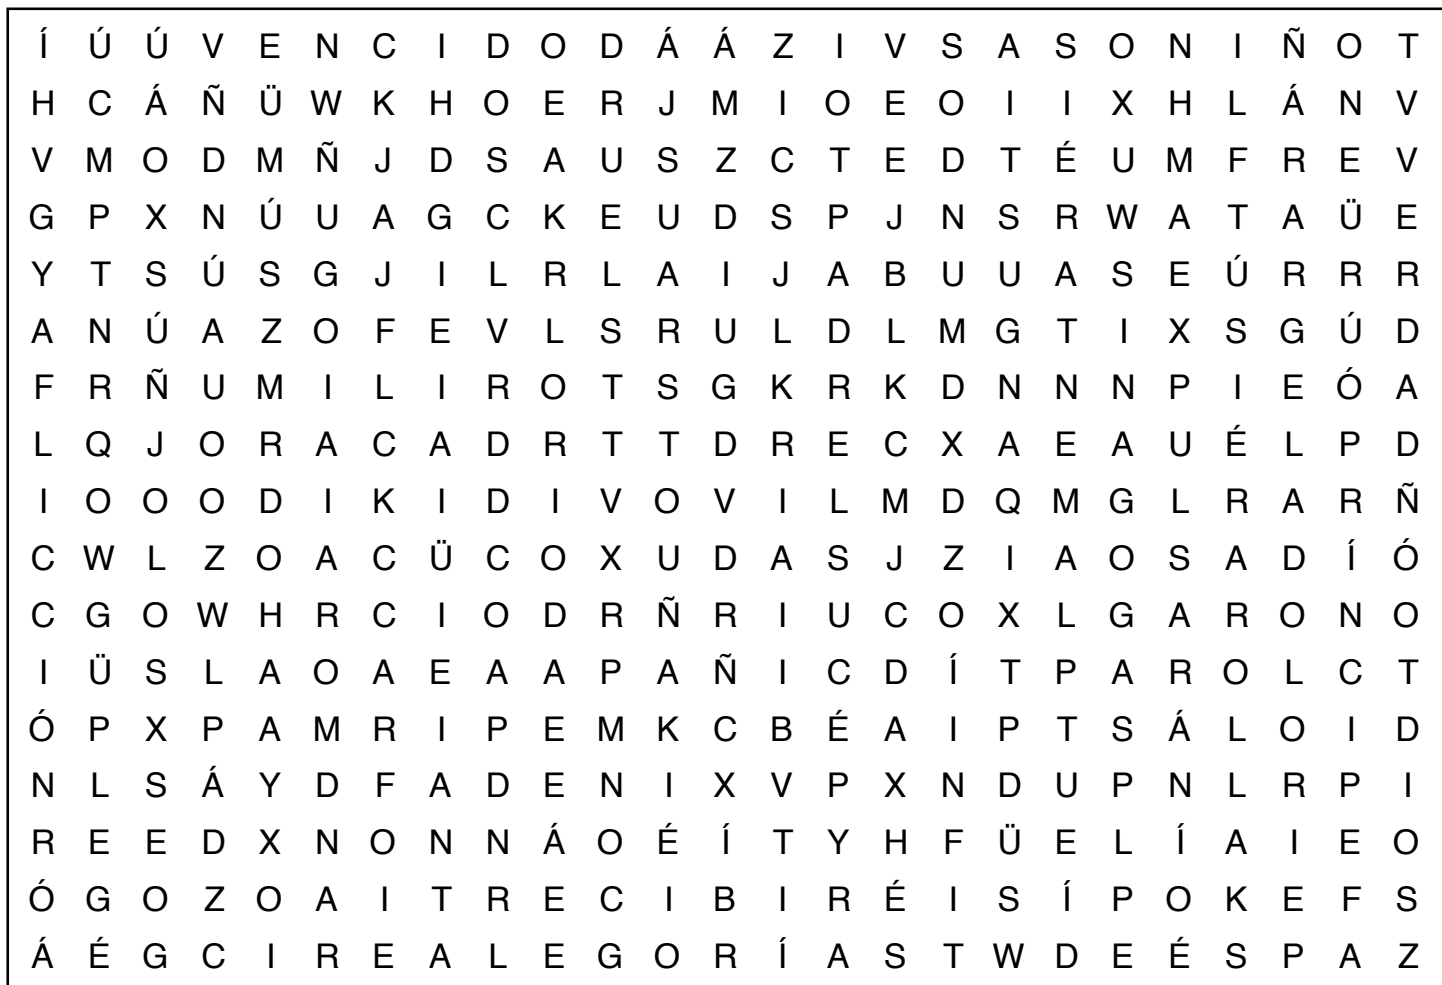 Í Ú Ú V E N C I D O D Á Á Z I V S A S O N I Ñ O T
H C Á Ñ Ü W K H O E R J M I O E O I I X H L Á N V
V M O D M Ñ J D S A U S Z C T E D T É U M F R E V
G P X N Ú U A G C K E U D S P J N S R W A T A Ü E
Y T S Ú S G J I L R L A I J A B U U A S E Ú R R R
A N Ú A Z O F E V L S R U L D L M G T I X S G Ú D
F R Ñ U M I L I R O T S G K R K D N N N P I E Ó A
L Q J O R A C A D R T T D R E C X A E A U É L P D
I O O O D I K I D I V O V I L M D Q M G L R A R Ñ
C W L Z O A C Ü C O X U D A S J Z I A O S A D Í Ó
C G O W H R C I O D R Ñ R I U C O X L G A R O N O
I Ü S L A O A E A A P A Ñ I C D Í T P A R O L C T
Ó P X P A M R I P E M K C B É A I P T S Á L O I D
N L S Á Y D F A D E N I X V P X N D U P N L R P I
R E E D X N O N N Á O É Í T Y H F Ü E L Í A I E O
Ó G O Z O A I T R E C I B I R É I S Í P O K E F S
Á É G C I R E A L E G O R Í A S T W D E É S P A Z